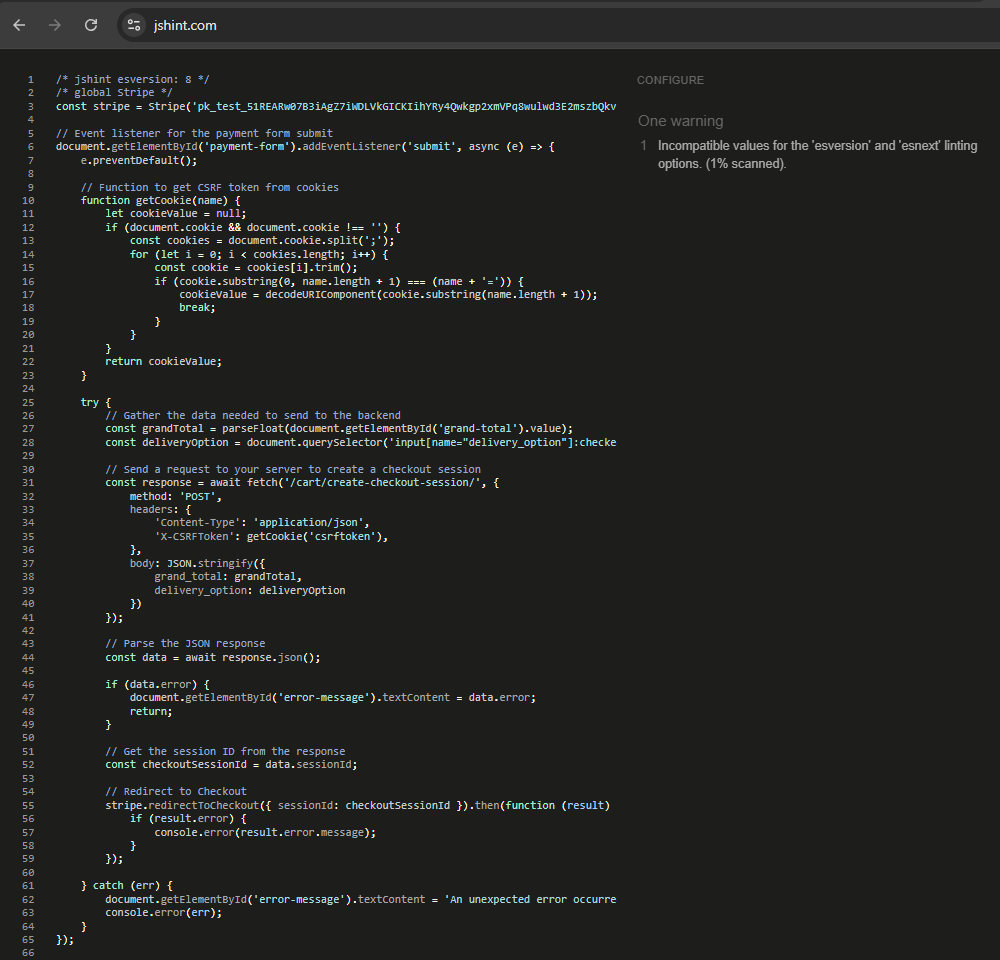 jshint.com
1 /* jshint esversion: 8 */
2 /* global Stripe */
3 const stripe = Stripe('pk_test_51REARw07B3iAgZ7iWDLVkGICKIihYRy4Qwkgp2xmVPq8wulwd3E2mszbQkv
4
5 // Event listener for the payment form submit
6 document.getElementById('payment-form').addEventListener('submit', async (e) => {
7     e.preventDefault();
8
9     // Function to get CSRF token from cookies
10     function getCookie(name) {
11         let cookieValue = null;
12         if (document.cookie && document.cookie !== '') {
13             const cookies = document.cookie.split(';');
14             for (let i = 0; i < cookies.length; i++) {
15                 const cookie = cookies[i].trim();
16                 if (cookie.substring(0, name.length + 1) === (name + '=')) {
17                     cookieValue = decodeURIComponent(cookie.substring(name.length + 1));
18                     break;
19                 }
20             }
21         }
22         return cookieValue;
23     }
24
25     try {
26         // Gather the data needed to send to the backend
27         const grandTotal = parseFloat(document.getElementById('grand-total').value);
28         const deliveryOption = document.querySelector('input[name="delivery_option"]:checke
29
30         // Send a request to your server to create a checkout session
31         const response = await fetch('/cart/create-checkout-session/', {
32             method: 'POST',
33             headers: {
34                 'Content-Type': 'application/json',
35                 'X-CSRFToken': getCookie('csrftoken'),
36             },
37             body: JSON.stringify({
38                 grand_total: grandTotal,
39                 delivery_option: deliveryOption
40             })
41         });
42
43         // Parse the JSON response
44         const data = await response.json();
45
46         if (data.error) {
47             document.getElementById('error-message').textContent = data.error;
48             return;
49         }
50
51         // Get the session ID from the response
52         const checkoutSessionId = data.sessionId;
53
54         // Redirect to Checkout
55         stripe.redirectToCheckout({ sessionId: checkoutSessionId }).then(function (result)
56             if (result.error) {
57                 console.error(result.error.message);
58             }
59         });
60
61     } catch (err) {
62         document.getElementById('error-message').textContent = 'An unexpected error occurre
63         console.error(err);
64     }
65 });
66
CONFIGURE
One warning
1 Incompatible values for the 'esversion' and 'esnext' linting
options. (1% scanned).